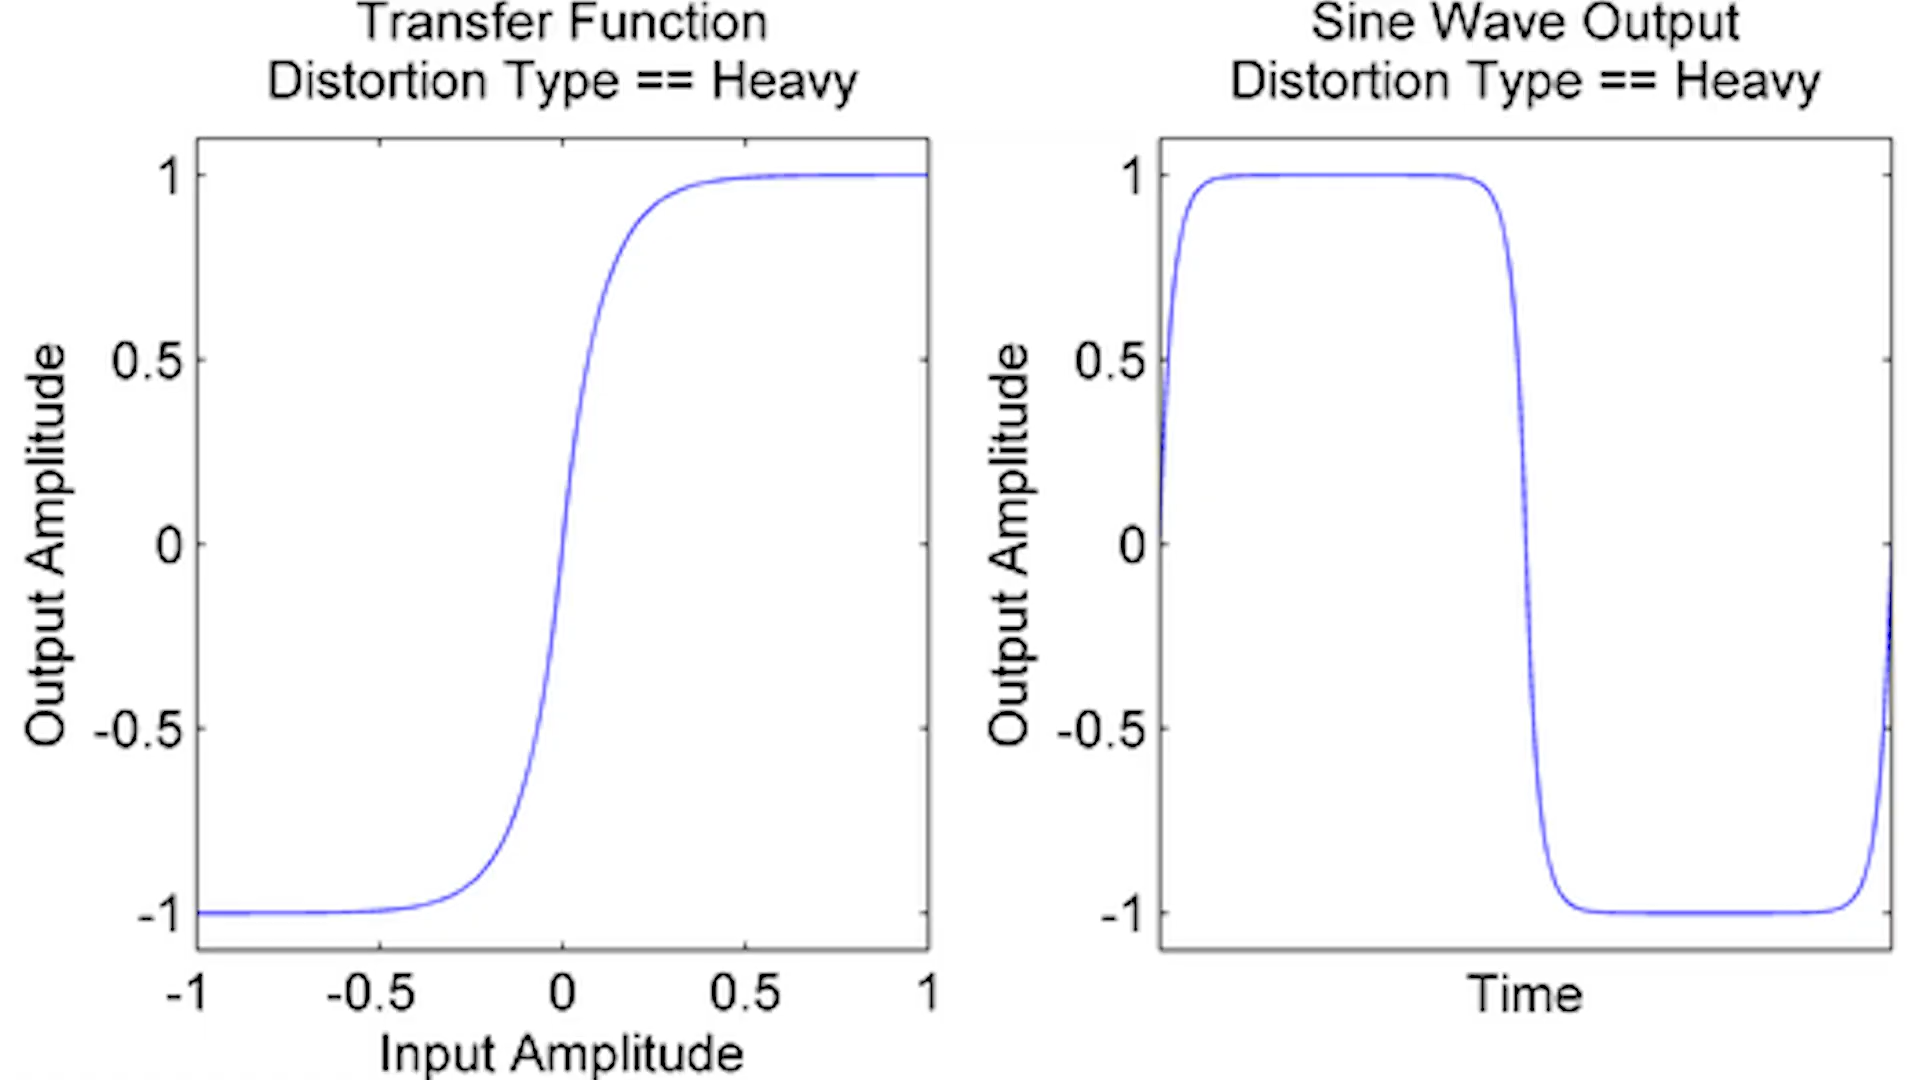 Transfer Function
Distortion Type == Heavy
Output Amplitude
1
0.5
0
-0.5
-1
-1
-0.5
0
0.5
1
Input Amplitude
Sine Wave Output
Distortion Type == Heavy
Output Amplitude
1
0.5
0
-0.5
-1
Time